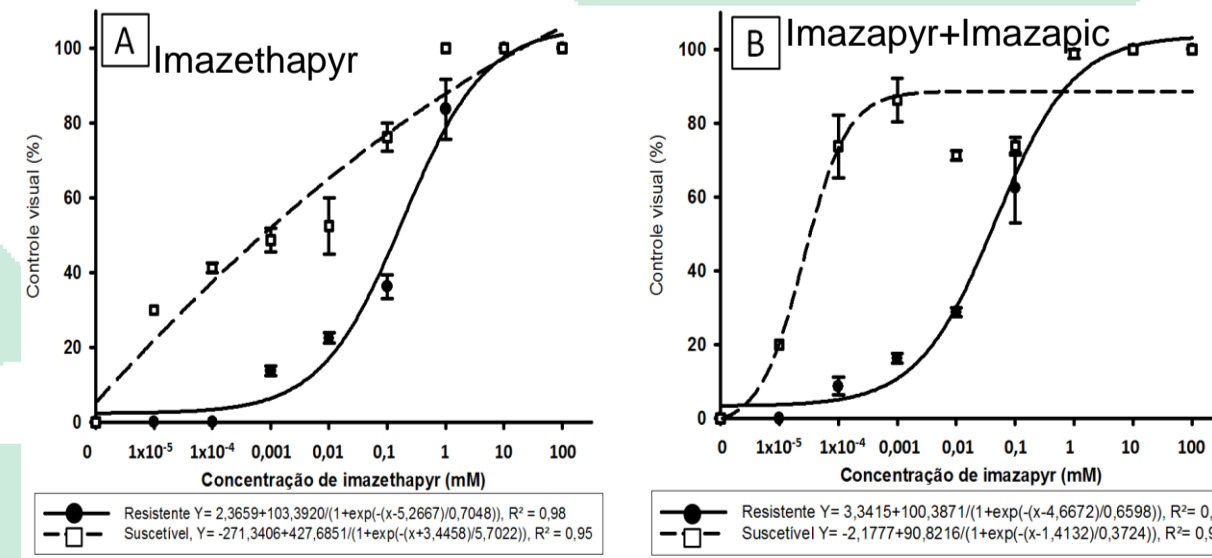 A Imazethapyr
Controle visual (%)
100
80
60
40
20
0
0 1x10⁻⁵ 1x10⁻⁴ 0,001 0,01 0,1 1 10 100
Concentração de imazethapyr (mM)
Resistente Y= 2,3659+103,3920/(1+exp(-(x-5,2667)/0,7048)), R² = 0,98
Suscetível, Y= -271,3406+427,6851/(1+exp(-(x+3,4458)/5,7022)), R² = 0,95
B Imazapyr+Imazapic
Controle visual (%)
100
80
60
40
20
0
0 1x10⁻⁵ 1x10⁻⁴ 0,001 0,01 0,1 1 10 100
Concentração de imazapyr (mM)
Resistente Y= 3,3415+100,3871/(1+exp(-(x-4,6672)/0,6598)), R²= 0,
Suscetível Y= -2,1777+90,8216/(1+exp(-(x-1,4132)/0,3724)), R²= 0,9